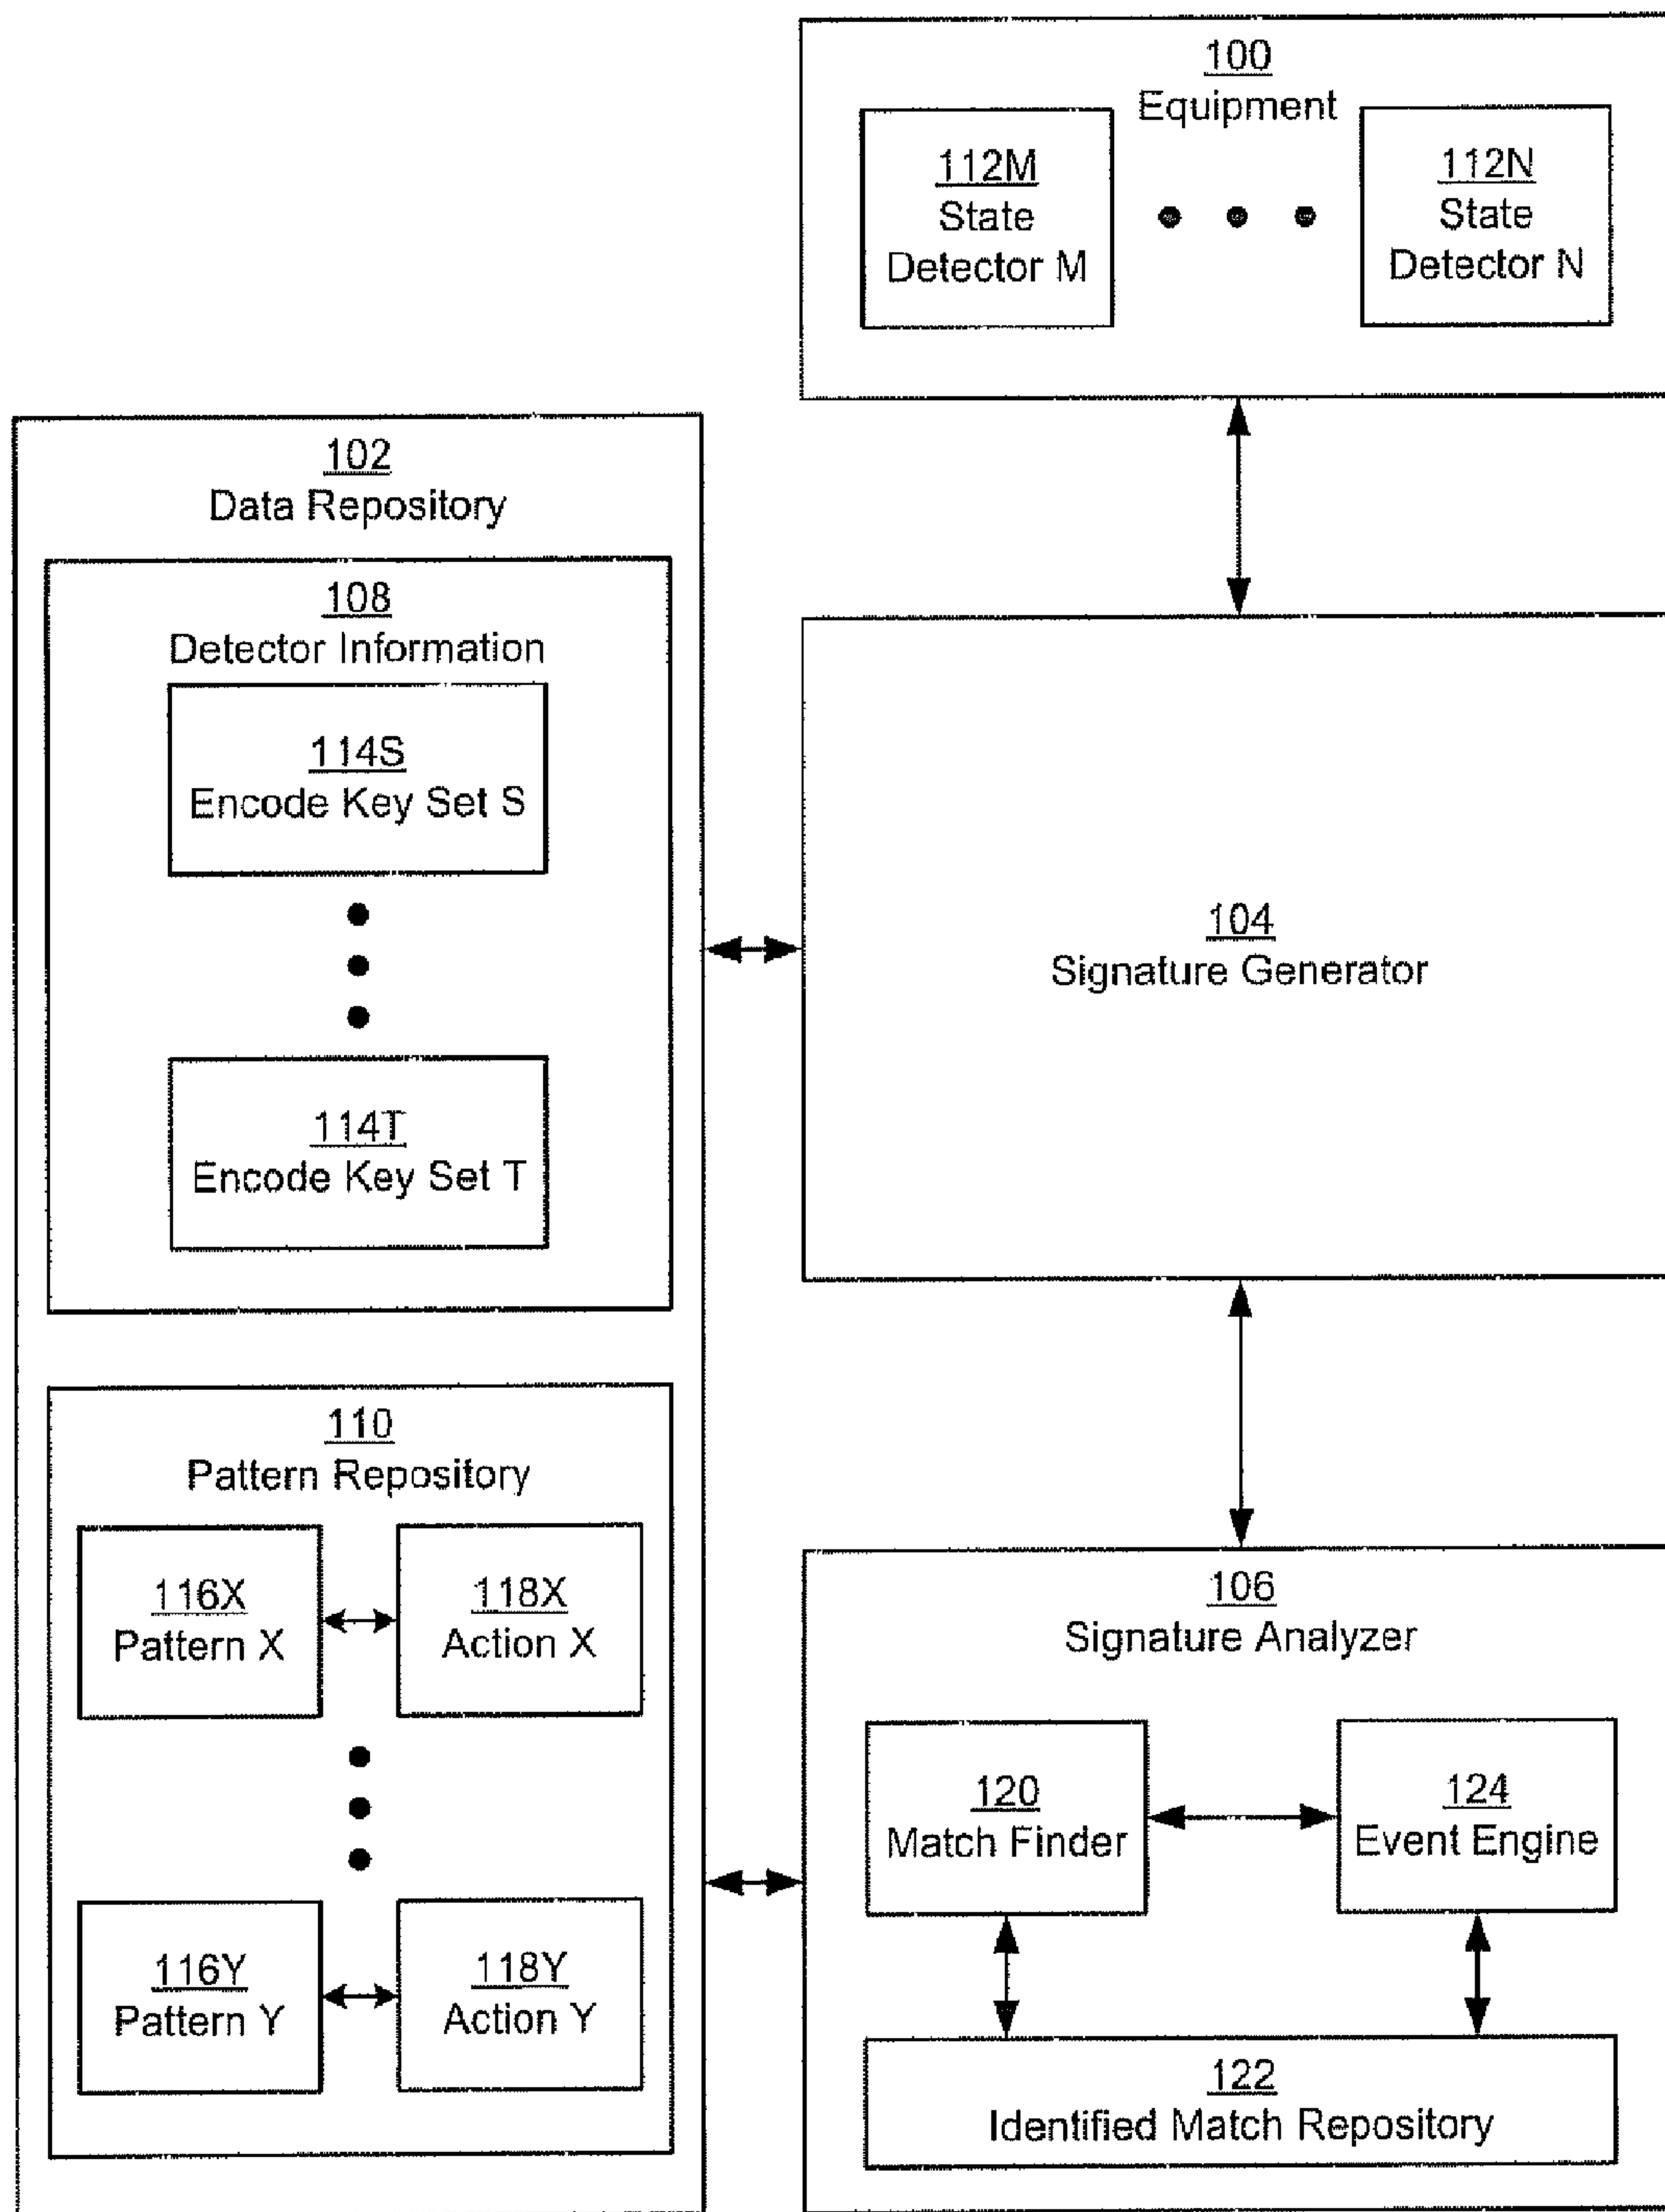 100
Equipment
112M
State
Detector M
112N
State
Detector N
102
Data Repository
108
Detector Information
114S
Encode Key Set S
114T
Encode Key Set T
104
Signature Generator
110
Pattern Repository
116X
Pattern X
118X
Action X
116Y
Pattern Y
118Y
Action Y
106
Signature Analyzer
120
Match Finder
124
Event Engine
122
Identified Match Repository